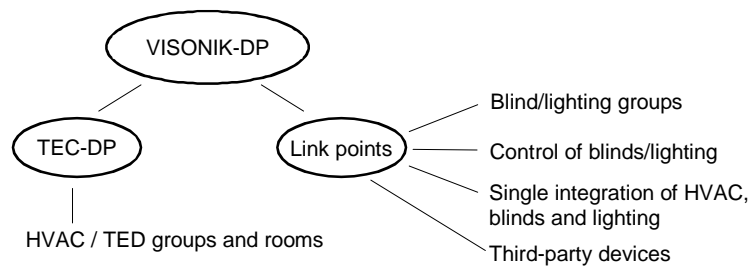 VISONIK-DP
TEC-DP
Link points
HVAC / TED groups and rooms
Blind/lighting groups
Control of blinds/lighting
Single integration of HVAC,
blinds and lighting
Third-party devices